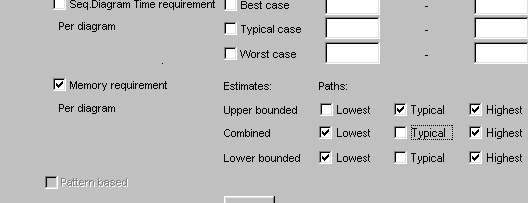 Seq.Diagram Time requirement Best case -
Per diagram Typical case -
Worst case -
Memory requirement Estimates: Paths:
Per diagram Upper bounded Lowest Typical Highest
Combined Lowest Typical Highest
Lower bounded Lowest Typical Highest
Pattern based